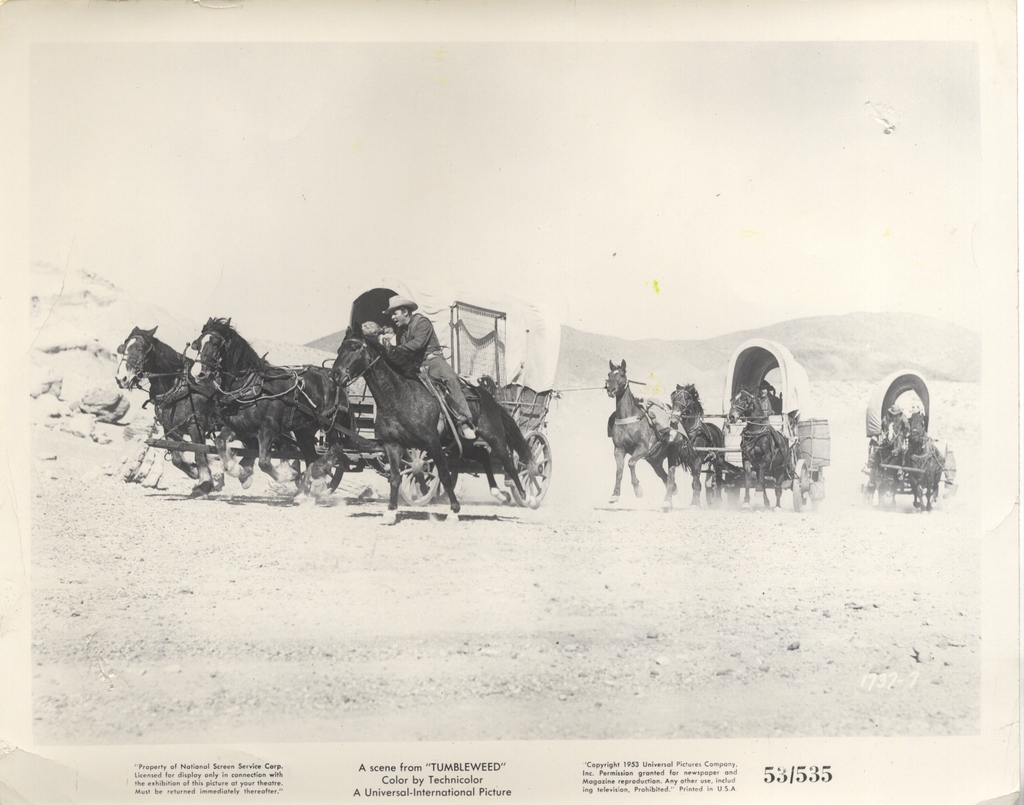 1737-7
"Property of National Screen Service Corp.
Licensed for display only in connection with
the exhibition of this picture at your theatre.
Must be returned immediately thereafter."
A scene from "TUMBLEWEED"
Color by Technicolor
A Universal-International Picture
"Copyright 1953 Universal Pictures Company,
Inc. Permission granted for newspaper and
Magazine reproduction. Any other use, includ
ing television, Prohibited." Printed in U.S.A
53/535